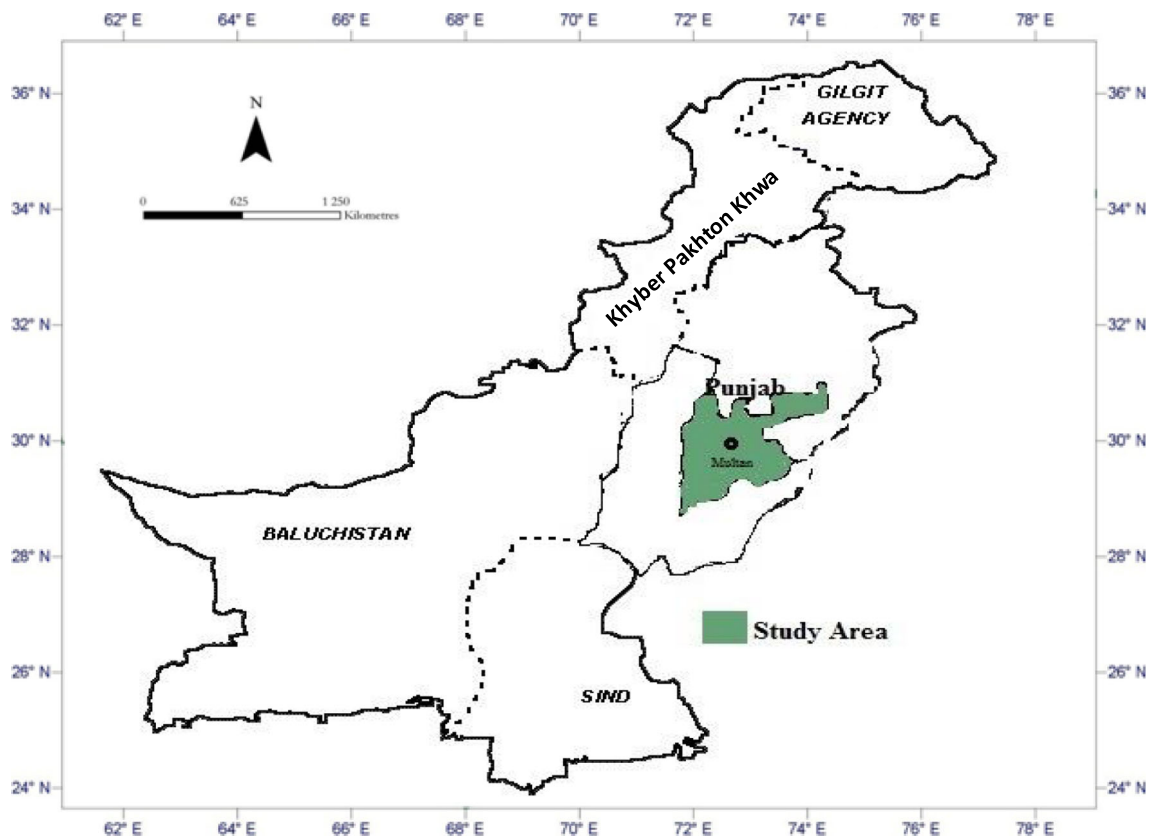 62° E 64° E 66° E 68° E 70° E 72° E 74° E 76° E 78° E
36° N
36° N
GILGIT
AGENCY
N
34° N
34° N
0 625 1 250
Kilometres
Khyber Pakhton Khwa
32° N
32° N
Punjab
30° N
30° N
Multan
BALUCHISTAN
28° N
28° N
Study Area
26° N
26° N
SIND
24° N
24° N
62° E 64° E 66° E 68° E 70° E 72° E 74° E 76° E 78° E